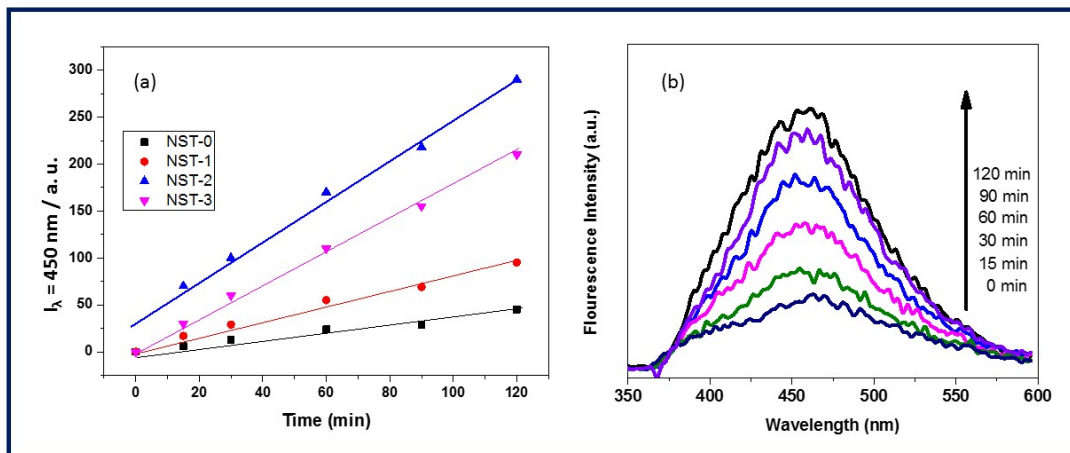 (a)
I λ = 450 nm / a. u.
300
250
200
150
100
50
0
NST-0
NST-1
NST-2
NST-3
0 20 40 60 80 100 120
Time (min)
(b)
Flourescence Intensity (a.u.)
120 min
90 min
60 min
30 min
15 min
0 min
350 400 450 500 550 600
Wavelength (nm)